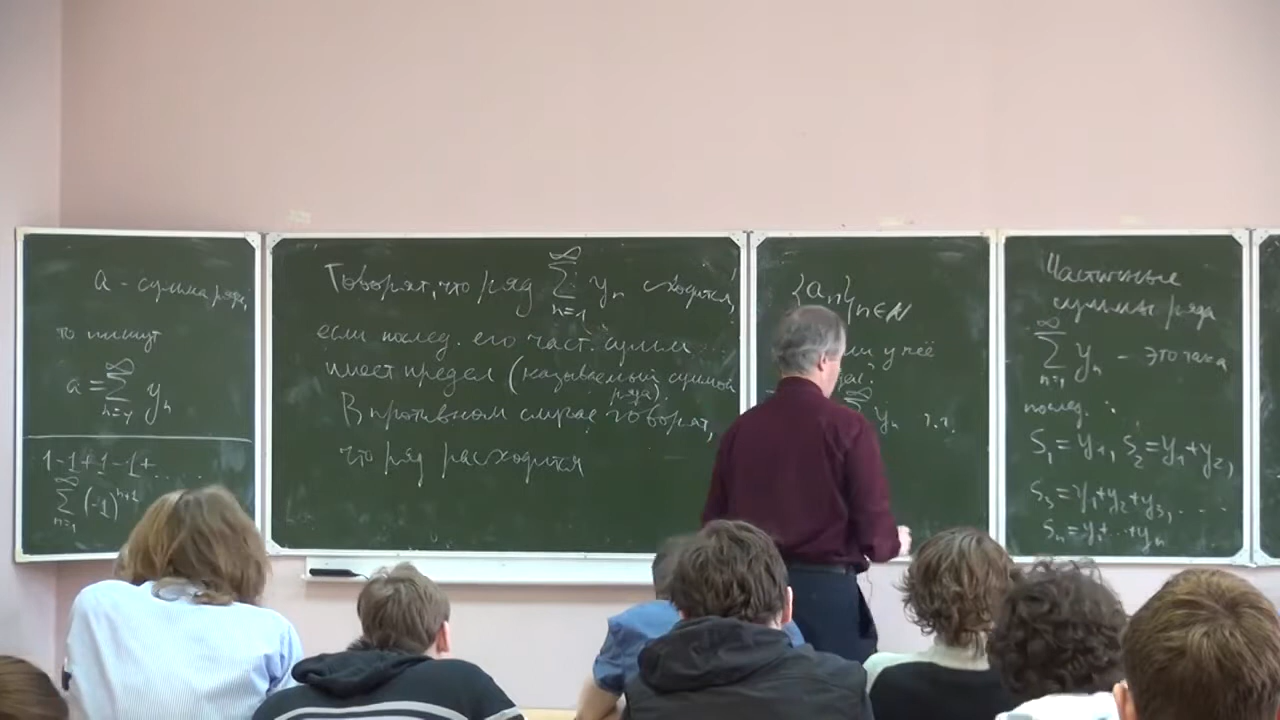 a - сумма ряда,
то пишут
a = ∑_{n=1}^{∞} y_n
1-1+1-1+.....
∑_{n=1}^{∞} (-1)^{n+1}
Говорят, что ряд ∑_{n=1}^{∞} y_n сходится,
если послед. его част. сумм
имеет предел (называемый суммой
ряда).
В противном случае говорят,
что ряд расходится
{a_n}_{n∈N}
у неё
∞ y_n т.т.
Частичные
суммы ряда
∑_{n=1}^{∞} y_n - это така
послед. :
S_1 = y_1, S_2 = y_1+y_2,
S_3 = y_1+y_2+y_3, ....
S_n = y_1+...+y_n